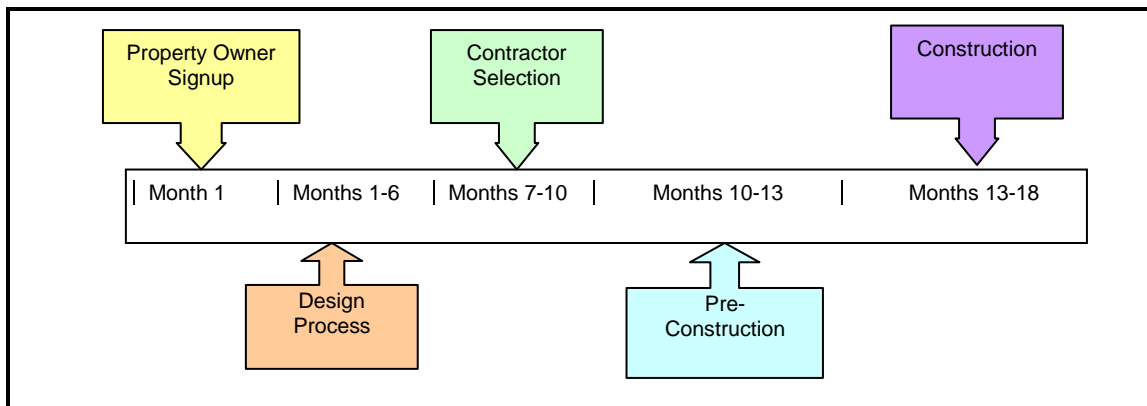 Property Owner
Signup
Contractor
Selection
Construction
Month 1
Months 1-6
Months 7-10
Months 10-13
Months 13-18
Design
Process
Pre-
Construction